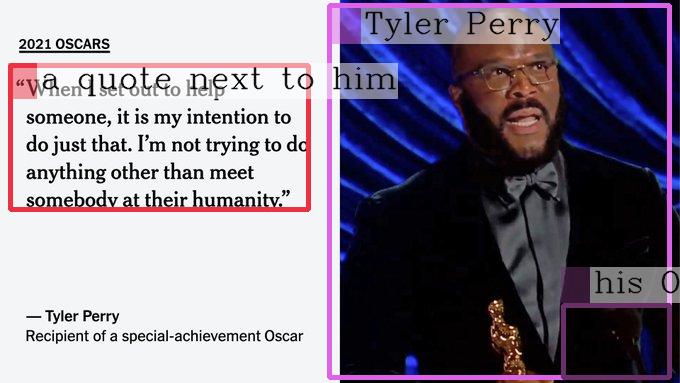 2021 OSCARS
Tyler Perry
a quote next to him
“When I set out to help
someone, it is my intention to
do just that. I’m not trying to do
anything other than meet
somebody at their humanity.”
his O
— Tyler Perry
Recipient of a special-achievement Oscar